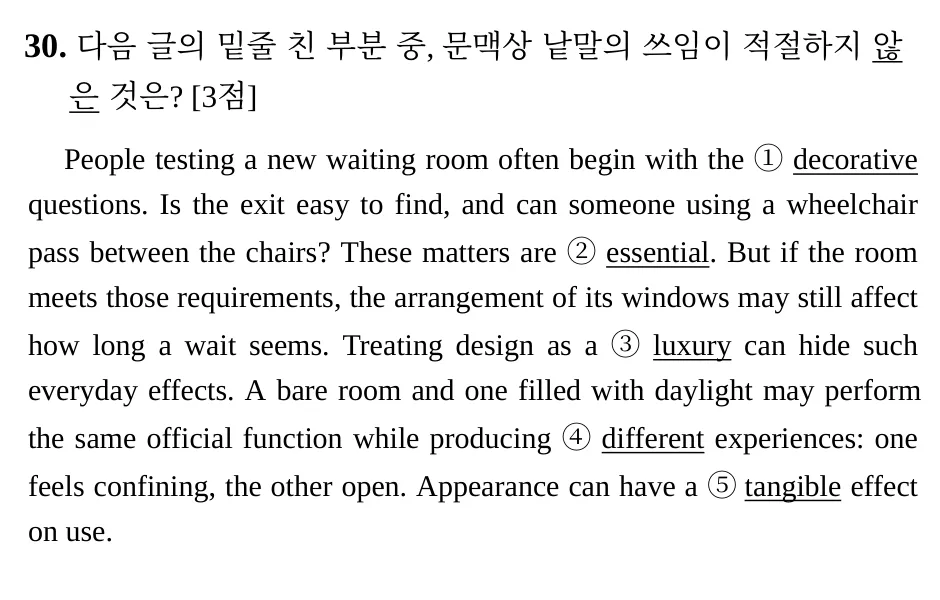 30. 다음 글의 밑줄 친 부분 중, 문맥상 낱말의 쓰임이 적절하지 않
은 것은? [3점]
People testing a new waiting room often begin with the ① decorative
questions. Is the exit easy to find, and can someone using a wheelchair
pass between the chairs? These matters are ② essential. But if the room
meets those requirements, the arrangement of its windows may still affect
how long a wait seems. Treating design as a ③ luxury can hide such
everyday effects. A bare room and one filled with daylight may perform
the same official function while producing ④ different experiences: one
feels confining, the other open. Appearance can have a ⑤ tangible effect
on use.